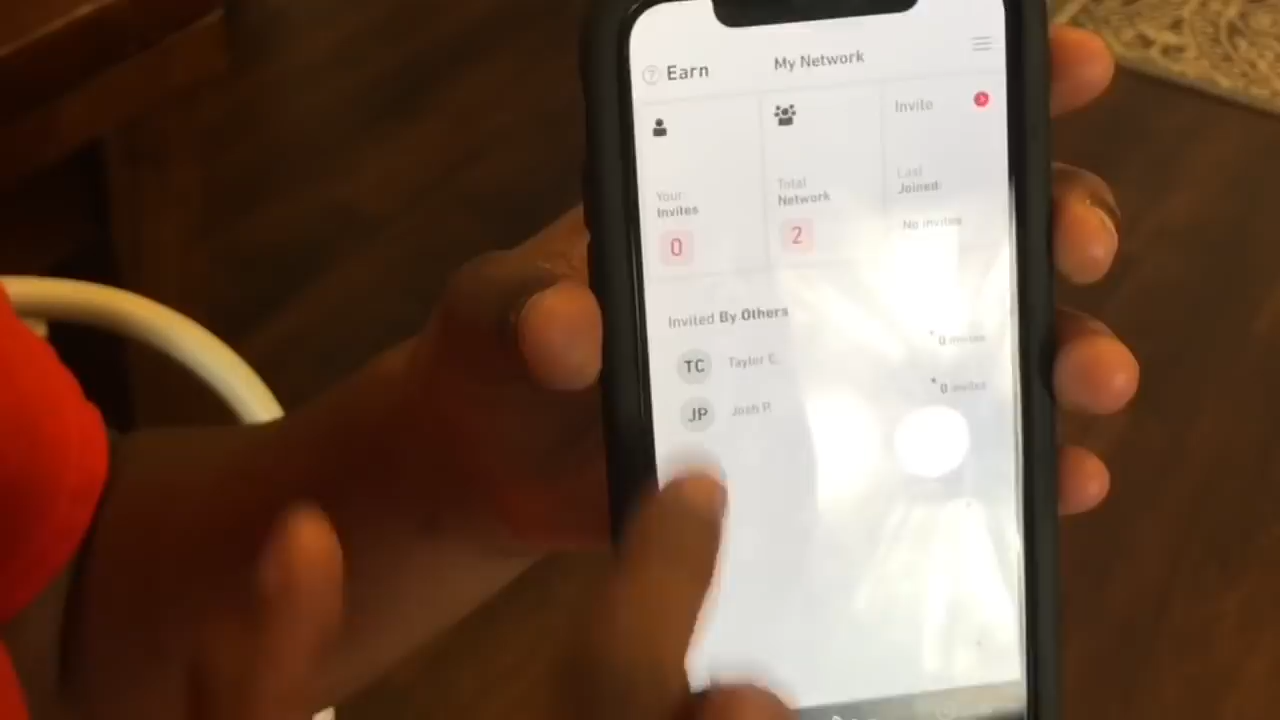 ? Earn
My Network
Invite
Your
Invites
0
Total
Network
2
Last
Joined:
No invites
Invited By Others
TC
Taylor C.
0 invites
JP
Josh P.
0 invites